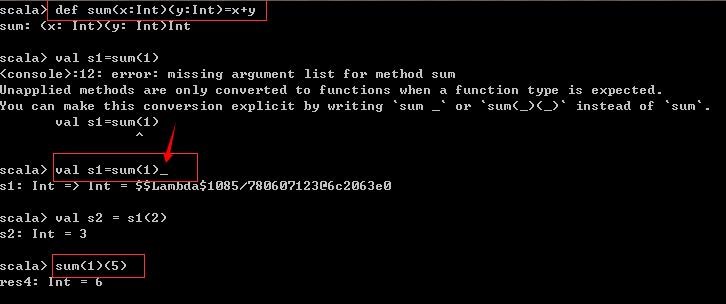 scala> def sum(x:Int)(y:Int)=x+y
sum: (x: Int)(y: Int)Int
scala> val s1=sum(1)
<console>:12: error: missing argument list for method sum
Unapplied methods are only converted to functions when a function type is expected.
You can make this conversion explicit by writing `sum _` or `sum(_)(_)` instead of `sum`.
       val s1=sum(1)
                 ^
scala> val s1=sum(1)_
s1: Int => Int = $$Lambda$1085/780607123@6c2063e0
scala> val s2 = s1(2)
s2: Int = 3
scala> sum(1)(5)
res4: Int = 6